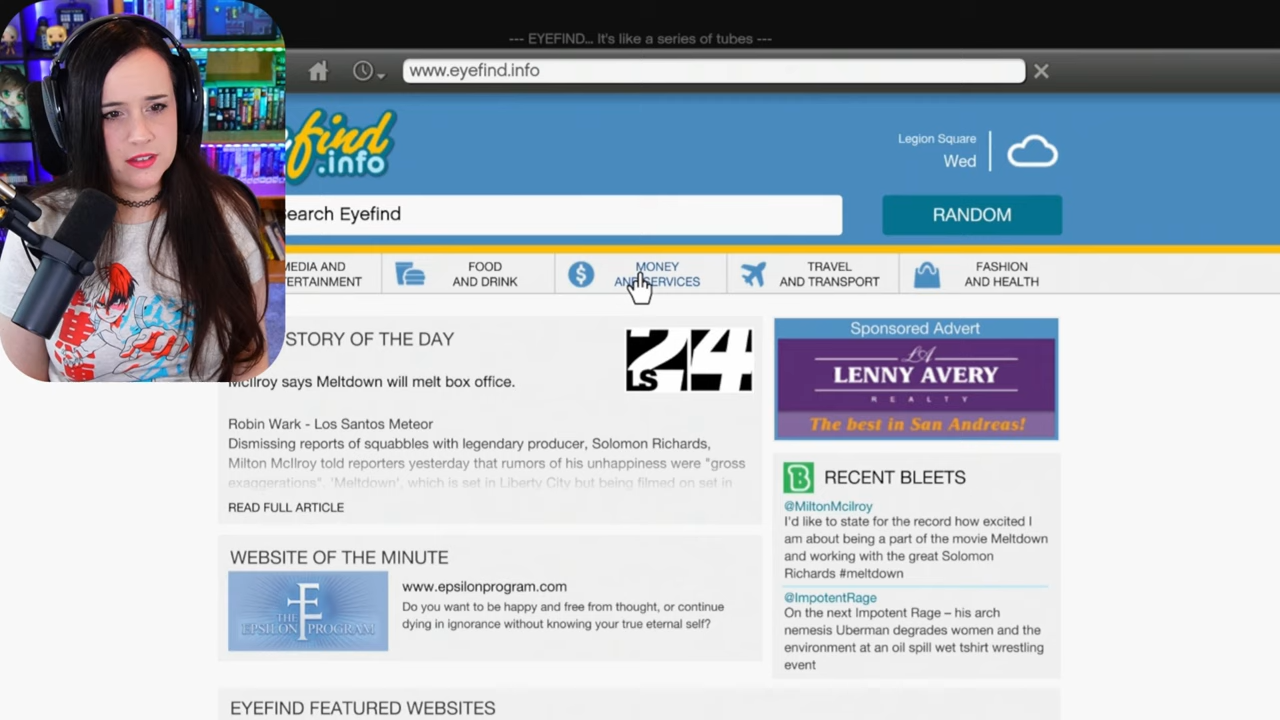 --- EYEFIND... It's like a series of tubes ---
www.eyefind.info
find
.info
Legion Square
Wed
earch Eyefind
RANDOM
MEDIA AND
ERTAINMENT
FOOD
AND DRINK
MONEY
AND SERVICES
TRAVEL
AND TRANSPORT
FASHION
AND HEALTH
STORY OF THE DAY
LS 24
McIlroy says Meltdown will melt box office.
Robin Wark - Los Santos Meteor
Dismissing reports of squabbles with legendary producer, Solomon Richards,
Milton McIlroy told reporters yesterday that rumors of his unhappiness were "gross
exaggerations". 'Meltdown', which is set in Liberty City but being filmed on set in
READ FULL ARTICLE
WEBSITE OF THE MINUTE
THE
EPSILON PROGRAM
www.epsilonprogram.com
Do you want to be happy and free from thought, or continue
dying in ignorance without knowing your true eternal self?
EYEFIND FEATURED WEBSITES
Sponsored Advert
LA
LENNY AVERY
REALTY
The best in San Andreas!
B
RECENT BLEETS
@MiltonMcilroy
I'd like to state for the record how excited I
am about being a part of the movie Meltdown
and working with the great Solomon
Richards #meltdown
@ImpotentRage
On the next Impotent Rage – his arch
nemesis Uberman degrades women and the
environment at an oil spill wet tshirt wrestling
event